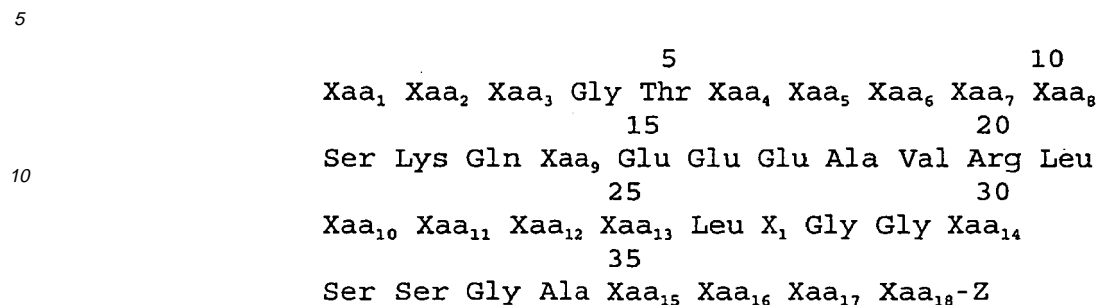 5
5 10
Xaa₁ Xaa₂ Xaa₃ Gly Thr Xaa₄ Xaa₅ Xaa₆ Xaa₇ Xaa₈
15 20
Ser Lys Gln Xaa₉ Glu Glu Glu Ala Val Arg Leu
10
25 30
Xaa₁₀ Xaa₁₁ Xaa₁₂ Xaa₁₃ Leu X₁ Gly Gly Xaa₁₄
35
Ser Ser Gly Ala Xaa₁₅ Xaa₁₆ Xaa₁₇ Xaa₁₈-Z